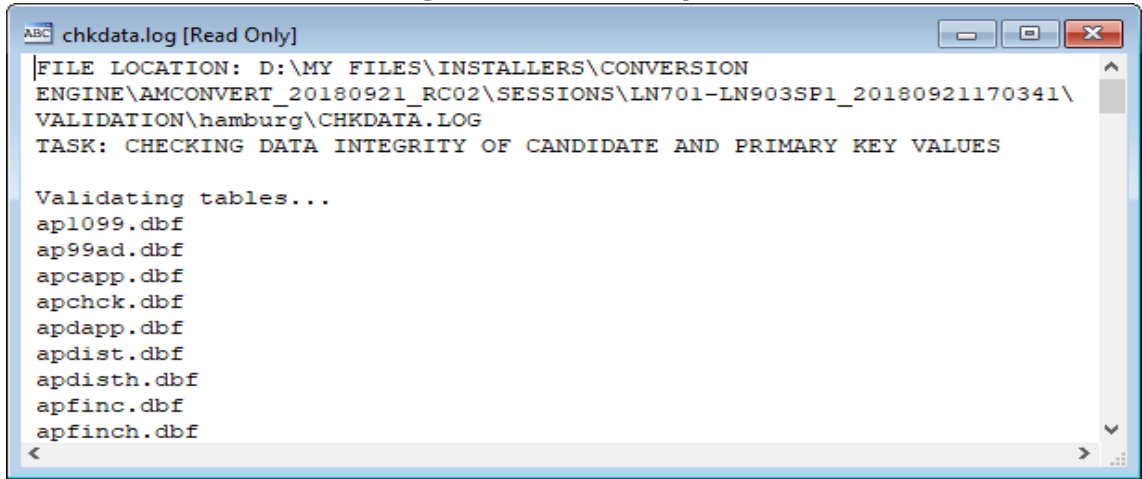 ABC chkdata.log [Read Only]
FILE LOCATION: D:\MY FILES\INSTALLERS\CONVERSION
ENGINE\AMCONVERT_20180921_RC02\SESSIONS\LN701-LN903SP1_20180921170341\
VALIDATION\hamburg\CHKDATA.LOG
TASK: CHECKING DATA INTEGRITY OF CANDIDATE AND PRIMARY KEY VALUES
Validating tables...
ap1099.dbf
ap99ad.dbf
apcapp.dbf
apchck.dbf
apdapp.dbf
apdist.dbf
apdisth.dbf
apfinc.dbf
apfinch.dbf